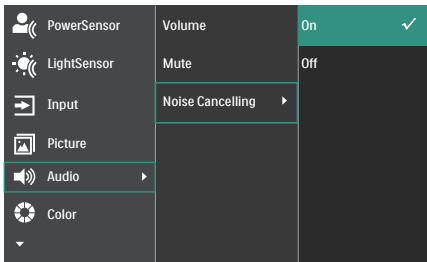 PowerSensor
LightSensor
Input
Picture
Audio
Color
Volume
Mute
Noise Cancelling
On
Off